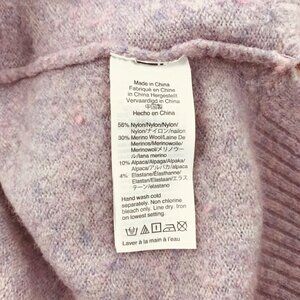 Made in China
Fabriqué en Chine
In China Hergestellt
Vervaardigd in China
中国制
Hecho en China
56% Nylon/Nylon/Nylon/
Nylon/ナイロン/nailon
30% Merino Wool/Laine De
Merinos/Merinowolle/
Merinowol/メリノウー
ル/lana merino
10% Alpaca/Alpaga/Alpaka/
Alpaca/アルパカ/alpaca
4% Elastane/Élasthanne/
Elastan/Elastaan/エラス
テーン/elastano
Hand wash cold
separately. Non chlorine
bleach only. Line dry. Iron
on lowest setting.
Laver à la main à l'eau